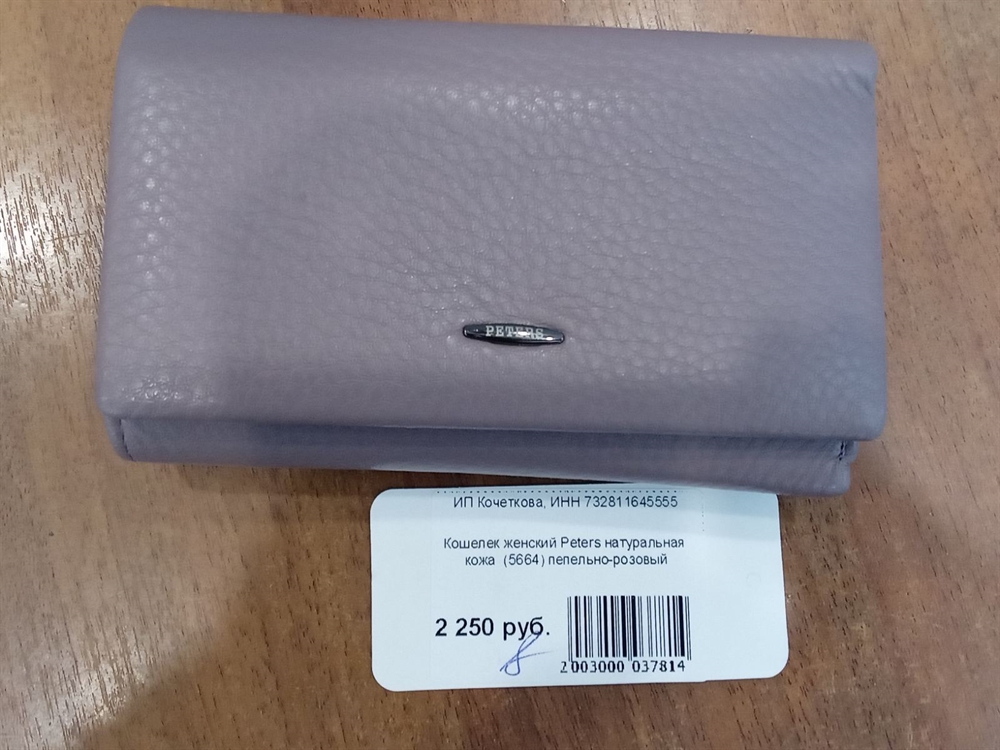 PETERS
ИП Кочеткова, ИНН 732811645555
Кошелек женский Peters натуральная
кожа (5664) пепельно-розовый
2 250 руб.
2003000 037814